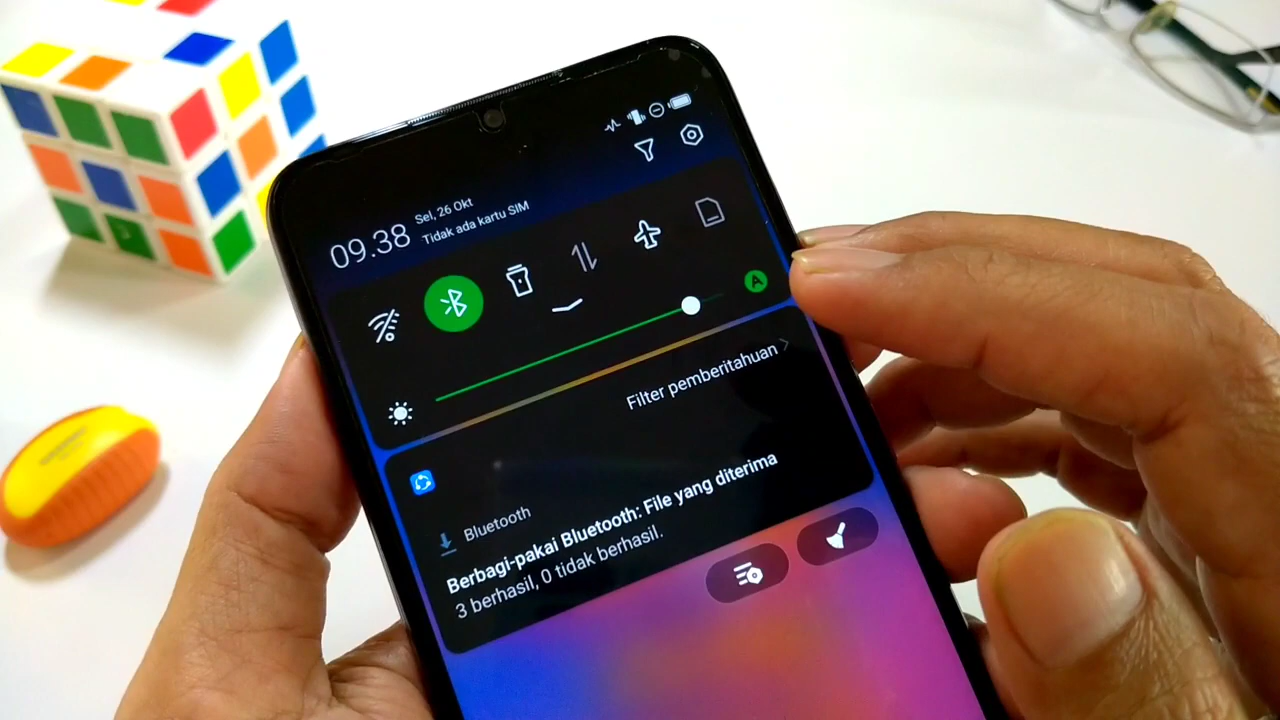 Sel, 26 Okt
09.38
Tidak ada kartu SIM
A
Filter pemberitahuan
Bluetooth
Berbagi-pakai Bluetooth: File yang diterima
3 berhasil, 0 tidak berhasil.